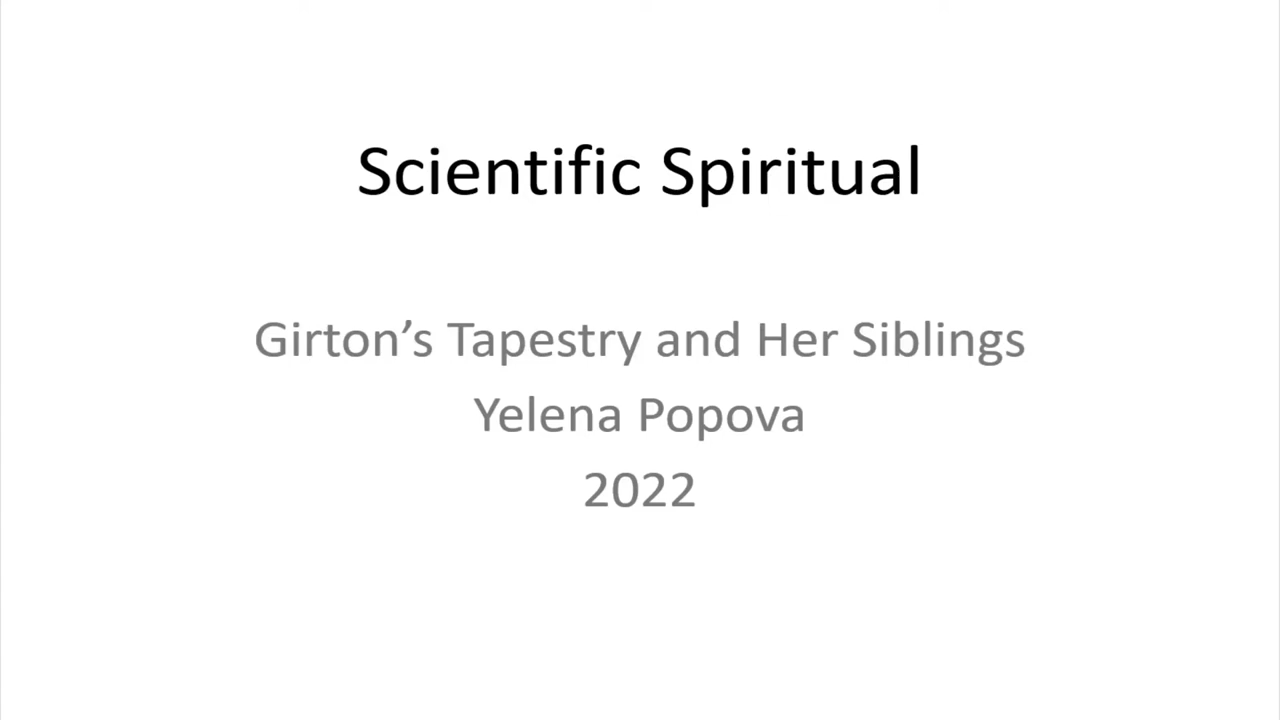 Scientific Spiritual
Girton’s Tapestry and Her Siblings
Yelena Popova
2022